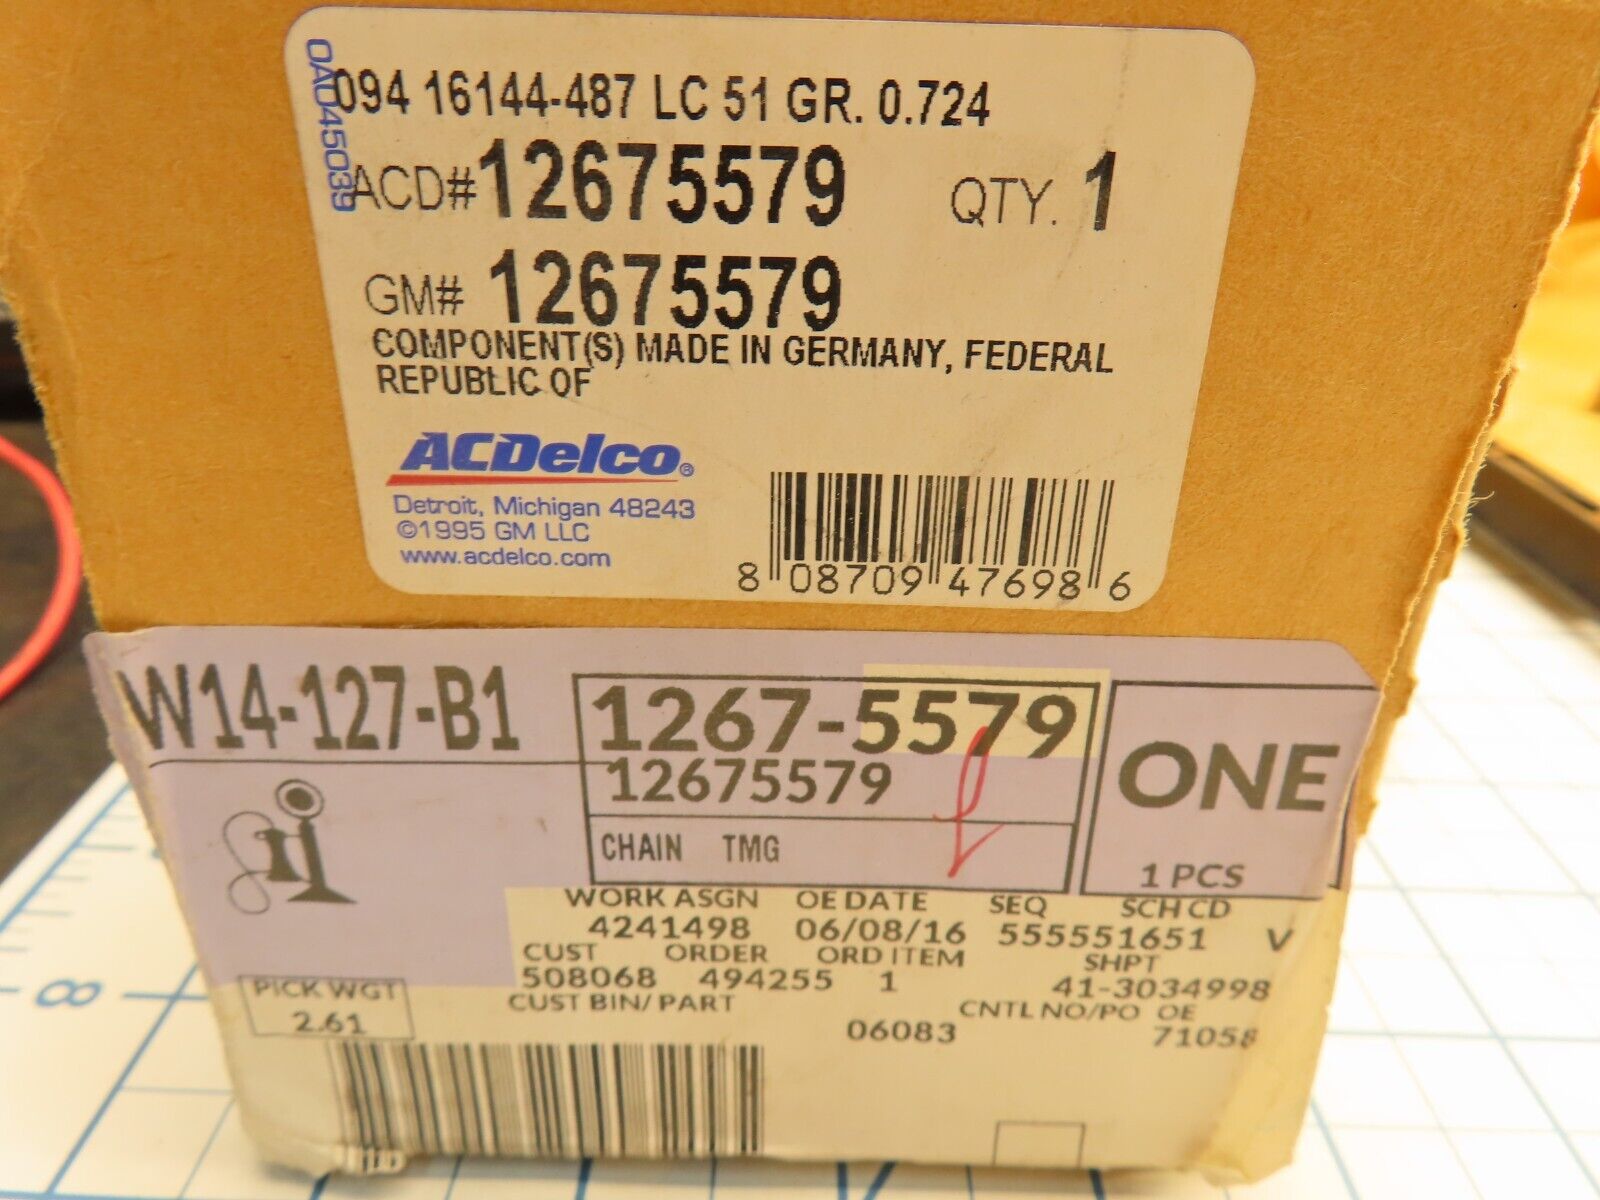 0A045039
094 16144-487 LC 51 GR. 0.724
ACD# 12675579 QTY. 1
GM# 12675579
COMPONENT(S) MADE IN GERMANY, FEDERAL
REPUBLIC OF
ACDelco®
Detroit, Michigan 48243
©1995 GM LLC
www.acdelco.com
8 08709 47698 6
W14-127-B1
1267-5579
12675579
CHAIN TMG
ONE
1 PCS
WORK ASGN OE DATE SEQ SCH CD
4241498 06/08/16 555551651 V
CUST ORDER ORD ITEM SHPT
508068 494255 1 41-3034998
CUST BIN/PART CNTL NO/PO OE
06083 71058
PICK WGT
2.61
8